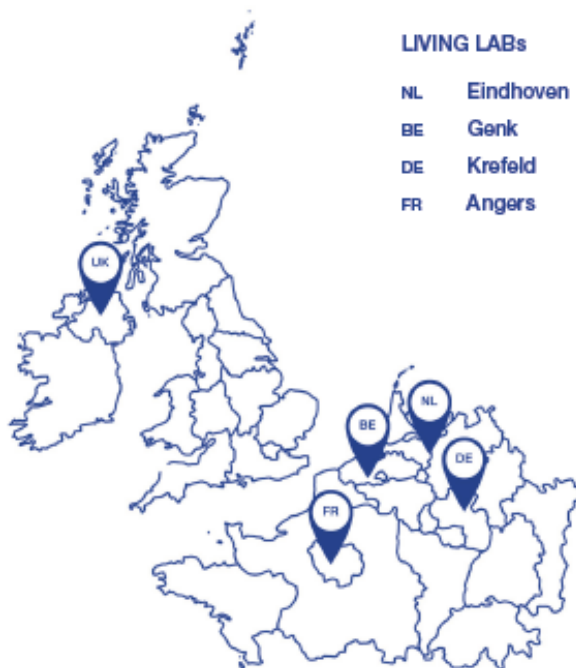 LIVING LABs
NL Eindhoven
BE Genk
DE Krefeld
FR Angers
UK
NL
BE
DE
FR